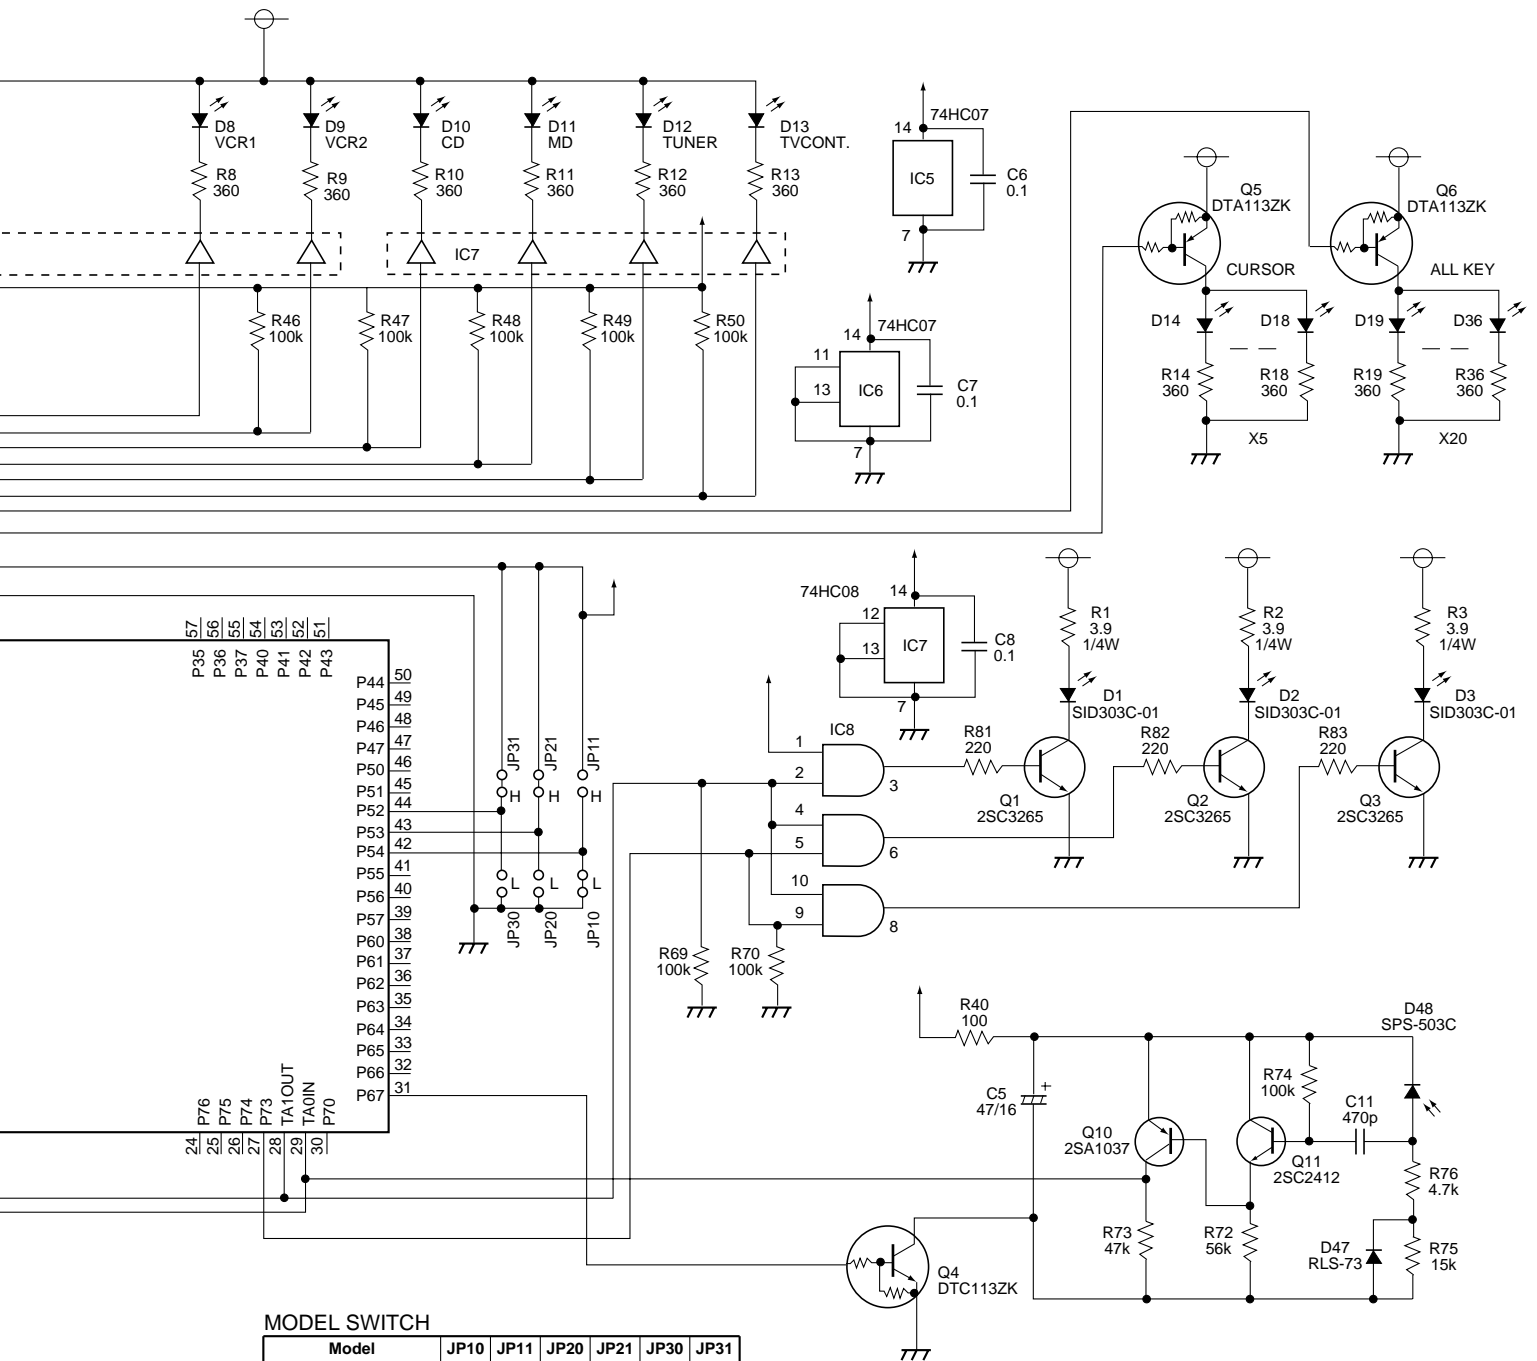 D8
VCR1
D9
VCR2
D10
CD
D11
MD
D12
TUNER
D13
TVCONT.
R8
360
R9
360
R10
360
R11
360
R12
360
R13
360
IC7
R46
100k
R47
100k
R48
100k
R49
100k
R50
100k
74HC07
14
IC5
7
C6
0.1
74HC07
14
11
13
IC6
7
C7
0.1
Q5
DTA113ZK
CURSOR
Q6
DTA113ZK
ALL KEY
D14
D18
D19
D36
R14
360
R18
360
R19
360
R36
360
X5
X20
74HC08
14
12
13
IC7
7
C8
0.1
R1
3.9
1/4W
R2
3.9
1/4W
R3
3.9
1/4W
D1
SID303C-01
D2
SID303C-01
D3
SID303C-01
57
56
55
54
53
52
51
P35
P36
P37
P40
P41
P42
P43
P44 50
P45 49
P46 48
P47 47
P50 46
P51 45
P52 44
P53 43
P54 42
P55 41
P56 40
P57 39
P60 38
P61 37
P62 36
P63 35
P64 34
P65 33
P66 32
P67 31
JP31
JP21
JP11
H
H
H
L
L
L
JP30
JP20
JP10
IC8
1
2
3
4
5
6
10
9
8
R81
220
R82
220
R83
220
Q1
2SC3265
Q2
2SC3265
Q3
2SC3265
R69
100k
R70
100k
P76
P75
P74
P73
TA1OUT
TA0IN
P70
24
25
26
27
28
29
30
R40
100
D48
SPS-503C
C5
47/16
+
R74
100k
C11
470p
Q10
2SA1037
Q11
2SC2412
R76
4.7k
R73
47k
R72
56k
D47
RLS-73
R75
15k
Q4
DTC113ZK
MODEL SWITCH
Model JP10 JP11 JP20 JP21 JP30 JP31